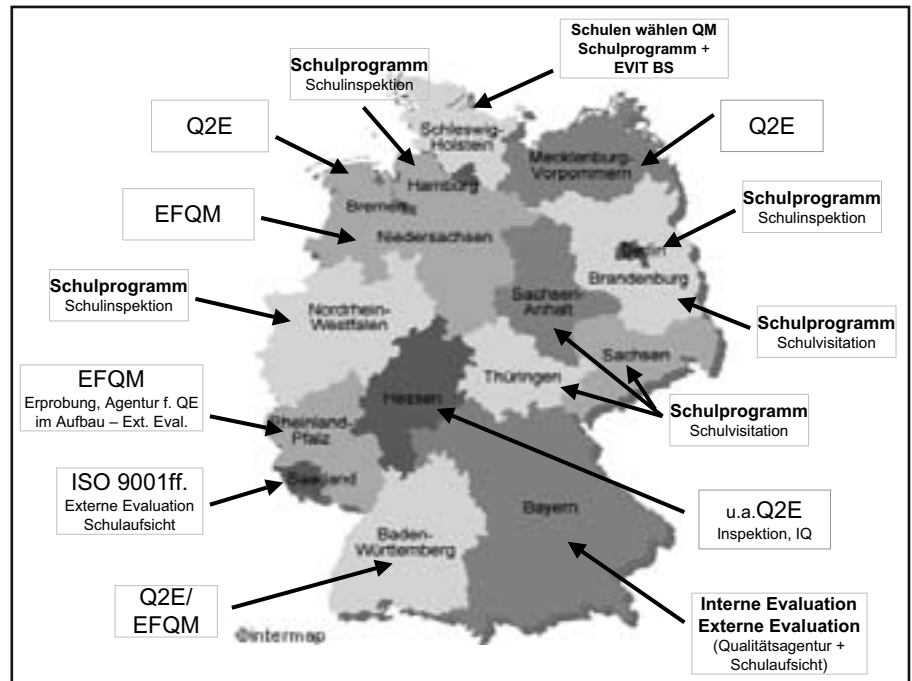 Schulen wählen QM
Schulprogramm +
EVIT BS
Schulprogramm
Schulinspektion
Q2E
Q2E
Schleswig-
Holstein
Mecklenburg-
Vorpommern
Hamburg
Bremen
EFQM
Niedersachsen
Schulprogramm
Schulinspektion
Berlin
Brandenburg
Schulprogramm
Schulinspektion
Nordrhein-
Westfalen
Sachsen-
Anhalt
Schulprogramm
Schulvisitation
Sachsen
Thüringen
Hessen
EFQM
Erprobung, Agentur f. QE
im Aufbau – Ext. Eval.
Rheinland-
Pfalz
Schulprogramm
Schulvisitation
ISO 9001ff.
Externe Evaluation
Schulaufsicht
Saarland
Bayern
u.a.Q2E
Inspektion, IQ
Baden-
Württemberg
Q2E/
EFQM
Interne Evaluation
Externe Evaluation
(Qualitätsagentur +
Schulaufsicht)
©intermap